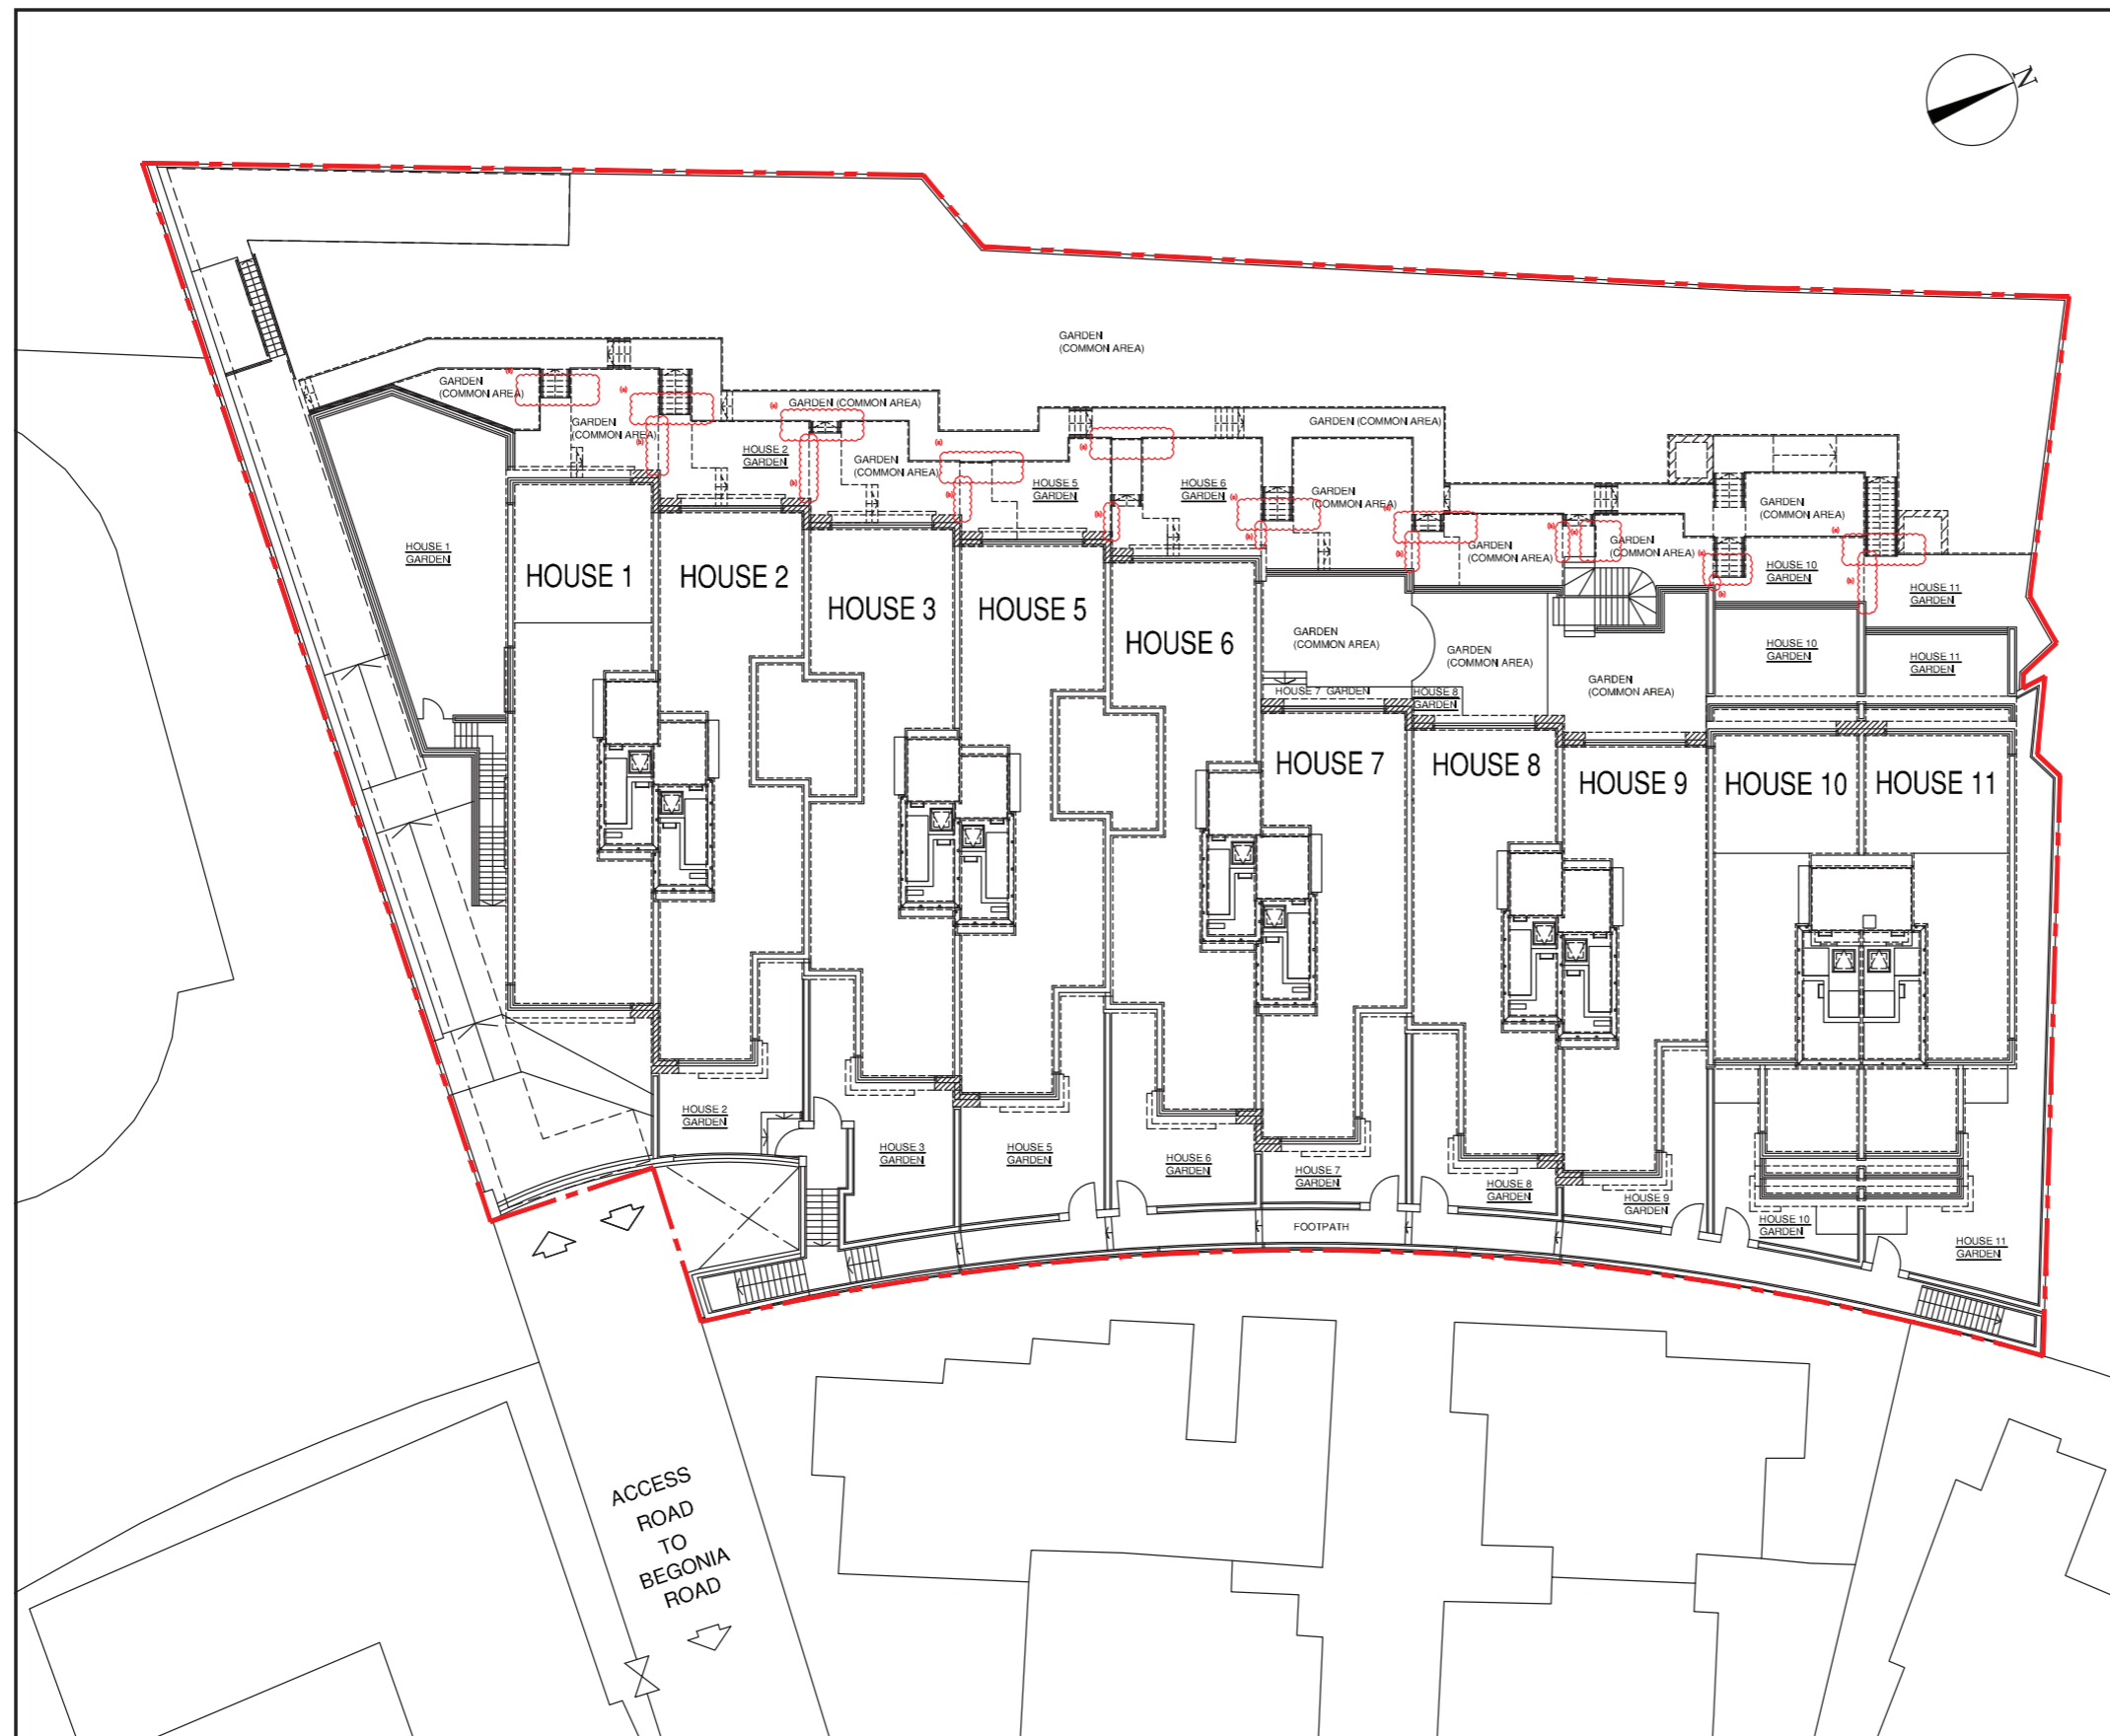 N
GARDEN
(COMMON AREA)
GARDEN
(COMMON AREA)
GARDEN (COMMON AREA)
GARDEN (COMMON AREA)
GARDEN
(COMMON AREA)
HOUSE 2
GARDEN
GARDEN
(COMMON AREA)
HOUSE 5
GARDEN
HOUSE 6
GARDEN
GARDEN
(COMMON AREA)
GARDEN
(COMMON AREA)
GARDEN
(COMMON AREA)
GARDEN
(COMMON AREA)
HOUSE 10
GARDEN
HOUSE 11
GARDEN
(a)
(a)
(a)
(a)
(a)
(a)
(a)
(a)
(a)
(a)
(b)
(b)
(b)
(b)
(b)
(b)
(b)
(b)
(b)
HOUSE 1
GARDEN
HOUSE 1
HOUSE 2
HOUSE 3
HOUSE 5
HOUSE 6
GARDEN
(COMMON AREA)
GARDEN
(COMMON AREA)
GARDEN
(COMMON AREA)
HOUSE 10
GARDEN
HOUSE 11
GARDEN
HOUSE 7 GARDEN
HOUSE 8
GARDEN
HOUSE 7
HOUSE 8
HOUSE 9
HOUSE 10
HOUSE 11
HOUSE 2
GARDEN
HOUSE 3
GARDEN
HOUSE 5
GARDEN
HOUSE 6
GARDEN
HOUSE 7
GARDEN
HOUSE 8
GARDEN
HOUSE 9
GARDEN
HOUSE 10
GARDEN
HOUSE 11
GARDEN
FOOTPATH
ACCESS
ROAD
TO
BEGONIA
ROAD